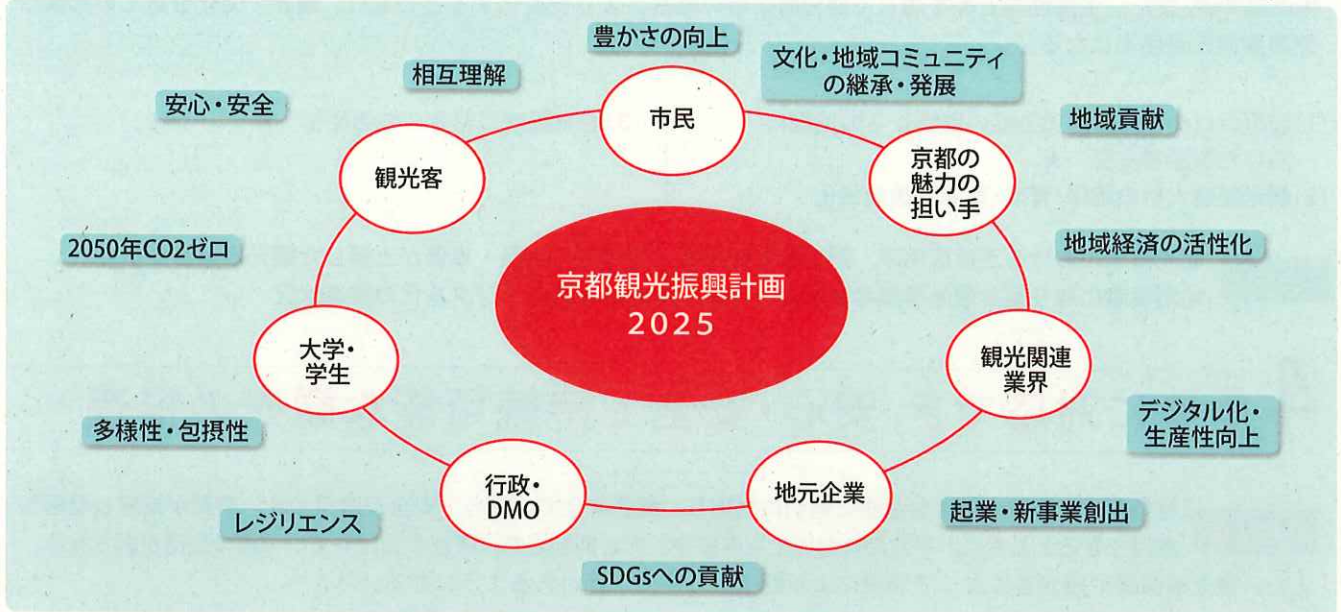 豊かさの向上
相互理解
文化・地域コミュニティ
の継承・発展
安心・安全
地域貢献
市民
観光客
京都の
魅力の
担い手
2050年CO2ゼロ
地域経済の活性化
京都観光振興計画
2025
大学・
学生
観光関連
業界
多様性・包摂性
デジタル化・
生産性向上
行政・
DMO
地元企業
レジリエンス
起業・新事業創出
SDGsへの貢献